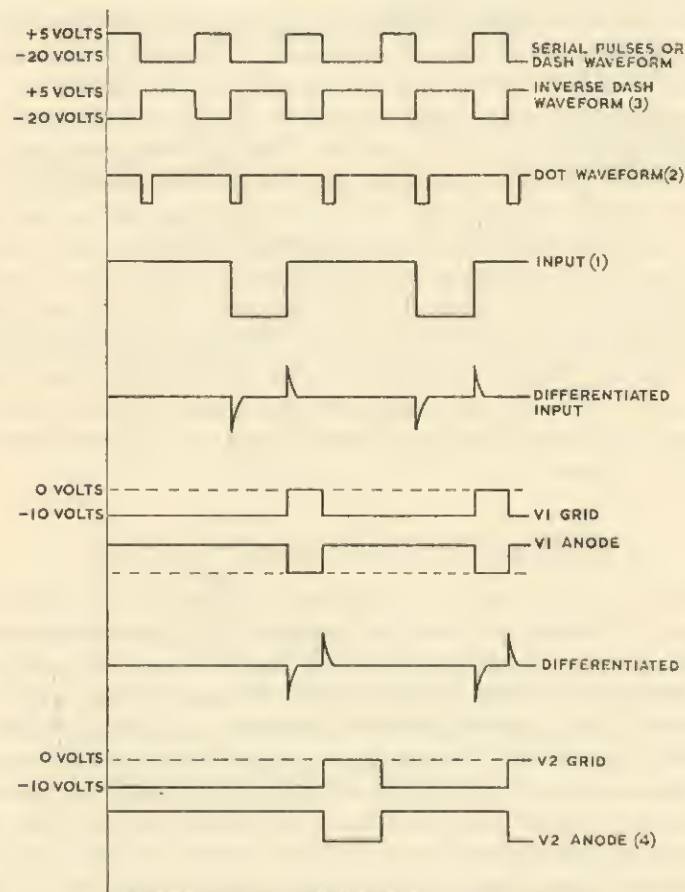 +5 VOLTS
-20 VOLTS
SERIAL PULSES OR
DASH WAVEFORM
+5 VOLTS
-20 VOLTS
INVERSE DASH
WAVEFORM (3)
DOT WAVEFORM(2)
INPUT (1)
DIFFERENTIATED
INPUT
0 VOLTS
-10 VOLTS
V1 GRID
V1 ANODE
DIFFERENTIATED
0 VOLTS
-10 VOLTS
V2 GRID
V2 ANODE (4)